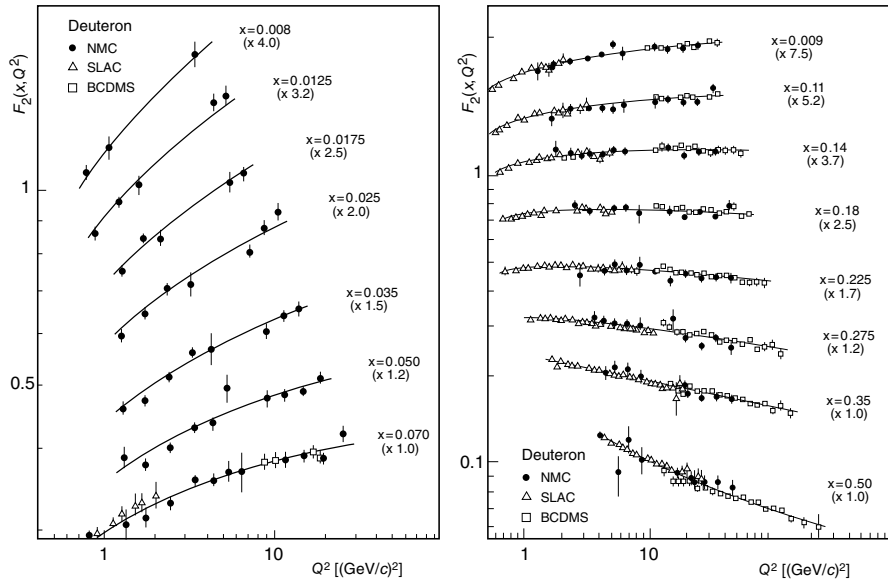 Deuteron
NMC
SLAC
BCDMS
F2(x,Q²)
1
0.5
x=0.008
(x 4.0)
x=0.0125
(x 3.2)
x=0.0175
(x 2.5)
x=0.025
(x 2.0)
x=0.035
(x 1.5)
x=0.050
(x 1.2)
x=0.070
(x 1.0)
1
10
Q² [(GeV/c)²]
F2(x,Q²)
1
0.1
x=0.009
(x 7.5)
x=0.11
(x 5.2)
x=0.14
(x 3.7)
x=0.18
(x 2.5)
x=0.225
(x 1.7)
x=0.275
(x 1.2)
x=0.35
(x 1.0)
x=0.50
(x 1.0)
Deuteron
NMC
SLAC
BCDMS
1
10
Q² [(GeV/c)²]